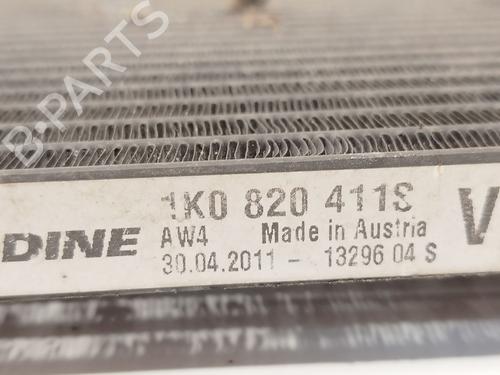 B-PARTS
1K0 820 411S
DINE AW4 Made in Austria V
30.04.2011 - 13296 04 S